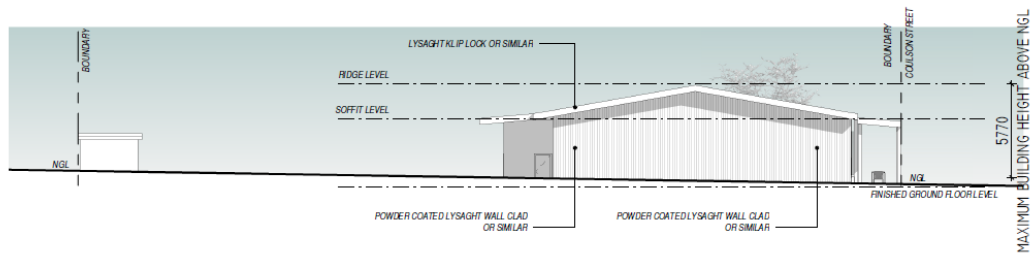 BOUNDARY
LYSAGHT KLIP LOCK OR SIMILAR
BOUNDARY
COULSON STREET
RIDGE LEVEL
SOFFIT LEVEL
5770
MAXIMUM BUILDING HEIGHT ABOVE NGL
NGL
NGL
FINISHED GROUND FLOOR LEVEL
POWDER COATED LYSAGHT WALL CLAD
OR SIMILAR
POWDER COATED LYSAGHT WALL CLAD
OR SIMILAR